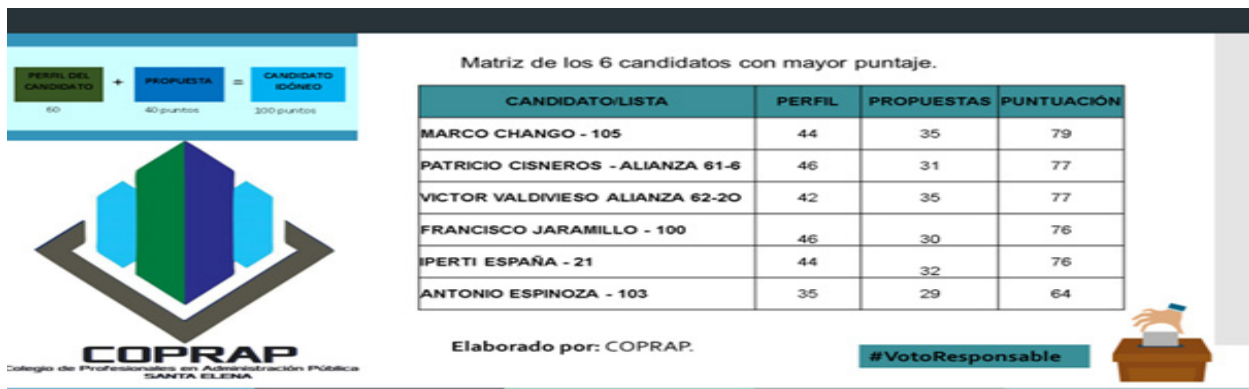 PERFIL DEL CANDIDATO + PROPUESTA = CANDIDATO IDÓNEO
60 40 puntos 100 puntos
COPRAP
Colegio de Profesionales en Administración Pública
SANTA ELENA
Matriz de los 6 candidatos con mayor puntaje.
CANDIDATO/LISTA PERFIL PROPUESTAS PUNTUACIÓN
MARCO CHANGO - 105 44 35 79
PATRICIO CISNEROS - ALIANZA 61-6 46 31 77
VICTOR VALDIVIESO ALIANZA 62-2O 42 35 77
FRANCISCO JARAMILLO - 100 46 30 76
IPERTI ESPAÑA - 21 44 32 76
ANTONIO ESPINOZA - 103 35 29 64
Elaborado por: COPRAP.
#VotoResponsable